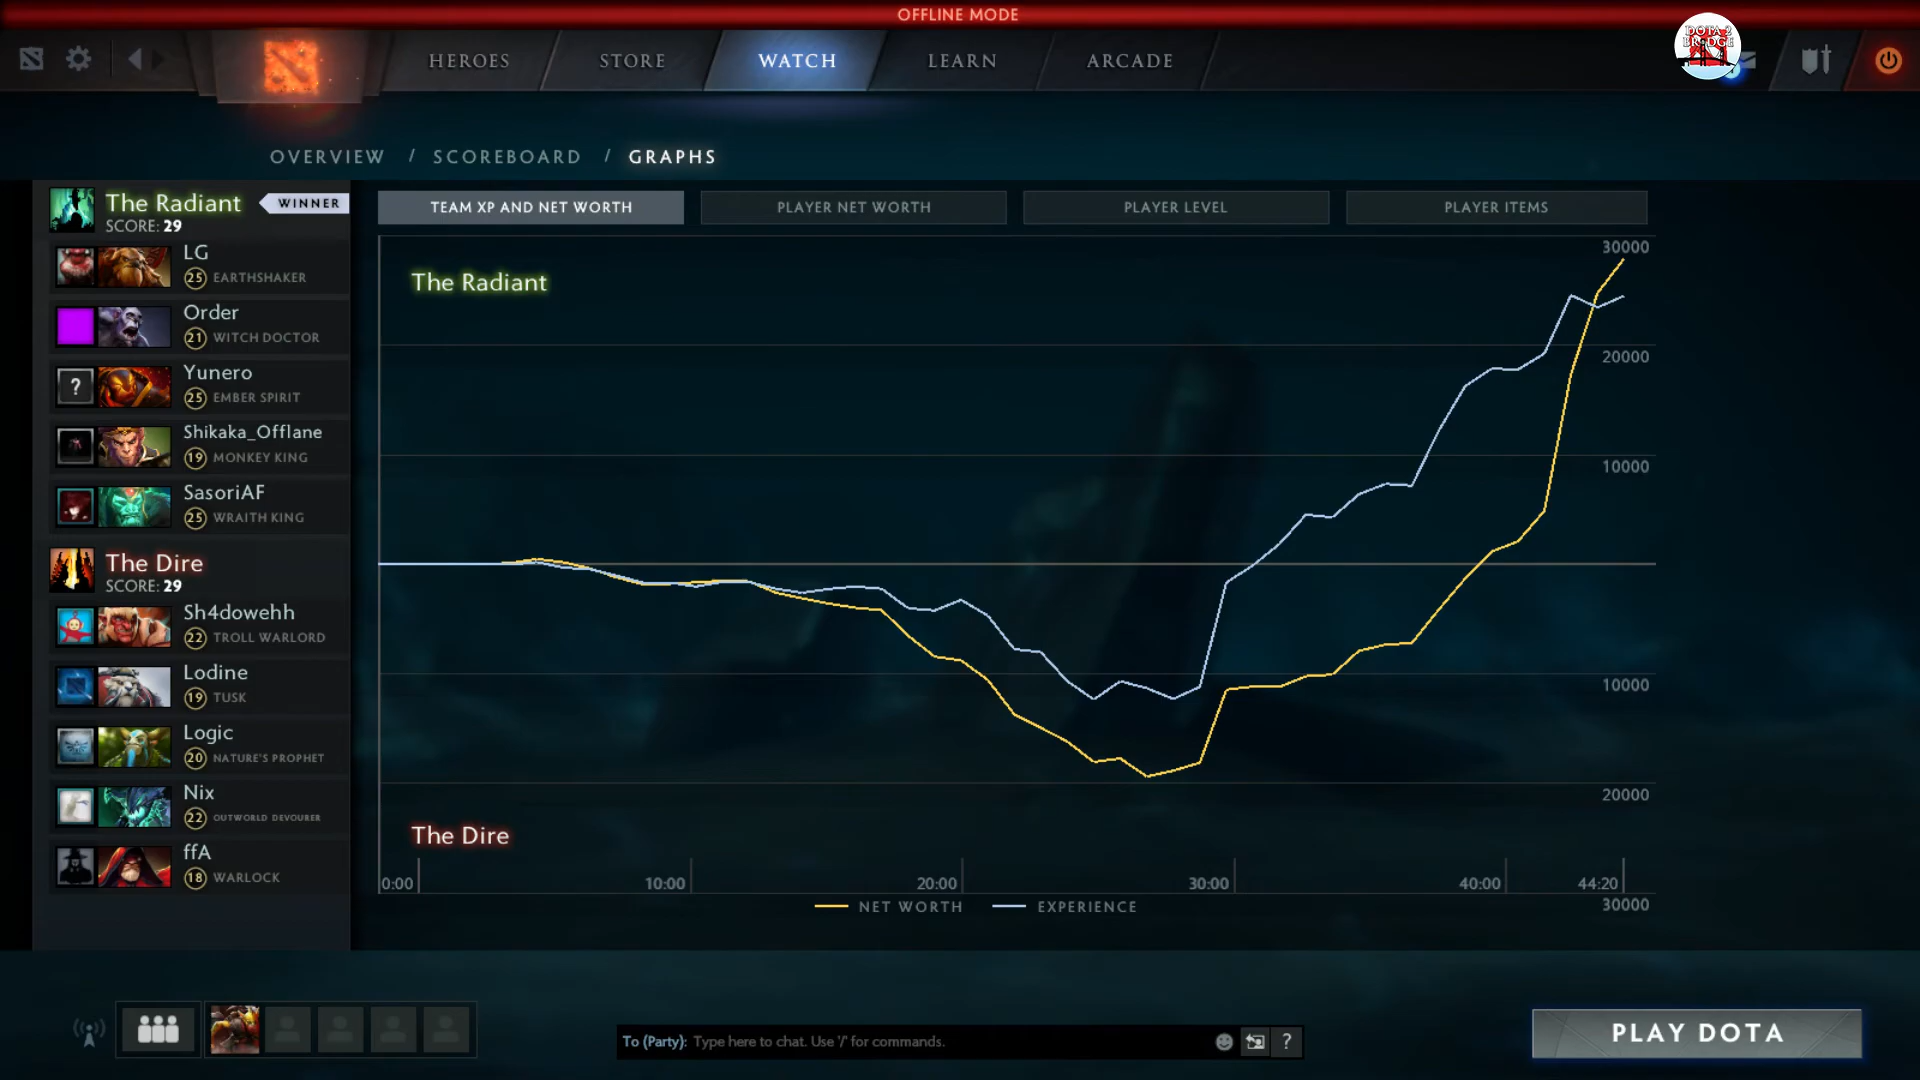 OFFLINE MODE
HEROES
STORE
WATCH
LEARN
ARCADE
DOTA 2
BRIDGE
OVERVIEW / SCOREBOARD / GRAPHS
The Radiant
WINNER
SCORE: 29
LG
25 EARTHSHAKER
Order
21 WITCH DOCTOR
?
Yunero
25 EMBER SPIRIT
Shikaka_Offlane
19 MONKEY KING
SasoriAF
25 WRAITH KING
The Dire
SCORE: 29
Sh4dowehh
22 TROLL WARLORD
Lodine
19 TUSK
Logic
20 NATURE'S PROPHET
Nix
22 OUTWORLD DEVOURER
ffA
18 WARLOCK
TEAM XP AND NET WORTH
PLAYER NET WORTH
PLAYER LEVEL
PLAYER ITEMS
The Radiant
30000
20000
10000
10000
20000
The Dire
0:00
10:00
20:00
30:00
40:00
44:20
30000
NET WORTH
EXPERIENCE
To (Party): Type here to chat. Use '/' for commands.
?
PLAY DOTA